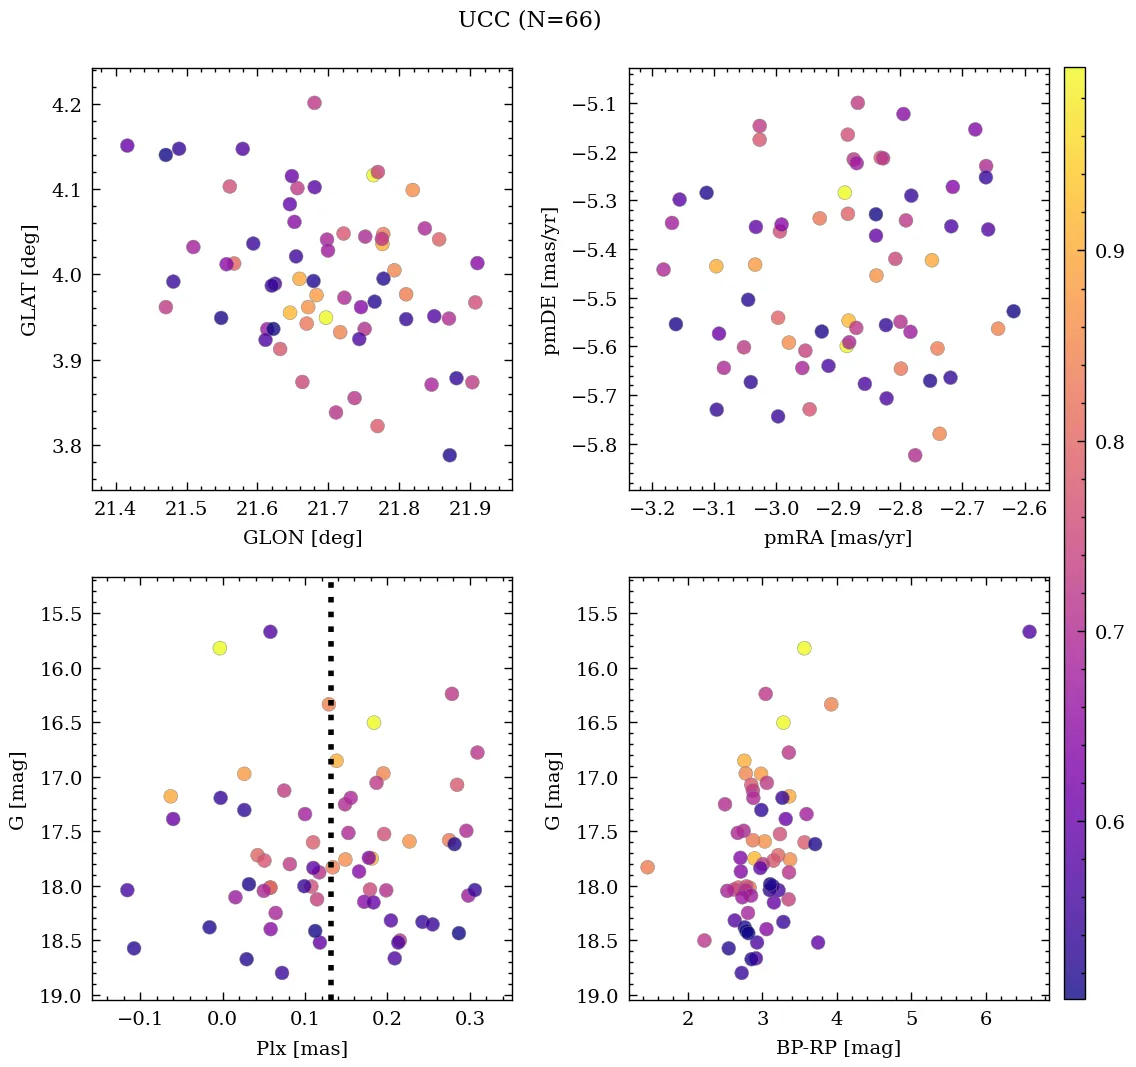 UCC (N=66)
4.2
4.1
4.0
3.9
3.8
GLAT [deg]
21.4 21.5 21.6 21.7 21.8 21.9
GLON [deg]
−5.1
−5.2
−5.3
−5.4
−5.5
−5.6
−5.7
−5.8
pmDE [mas/yr]
−3.2 −3.1 −3.0 −2.9 −2.8 −2.7 −2.6
pmRA [mas/yr]
0.9
0.8
0.7
0.6
15.5
16.0
16.5
17.0
17.5
18.0
18.5
19.0
G [mag]
−0.1 0.0 0.1 0.2 0.3
Plx [mas]
15.5
16.0
16.5
17.0
17.5
18.0
18.5
19.0
G [mag]
2 3 4 5 6
BP-RP [mag]